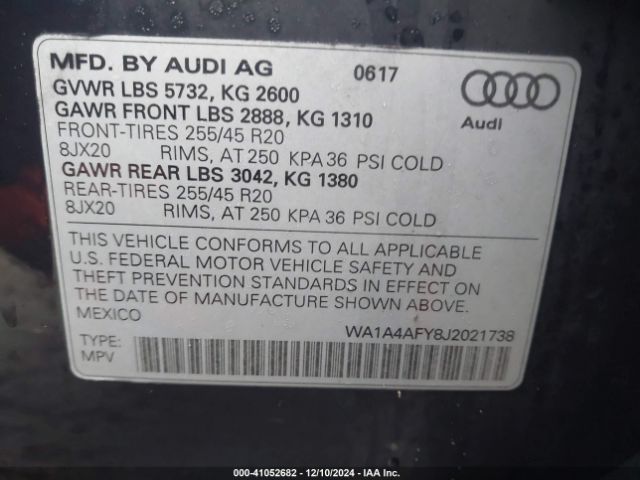 MFD. BY AUDI AG 0617
GVWR LBS 5732, KG 2600
GAWR FRONT LBS 2888, KG 1310
Audi
FRONT-TIRES 255/45 R20
8JX20 RIMS, AT 250 KPA 36 PSI COLD
GAWR REAR LBS 3042, KG 1380
REAR-TIRES 255/45 R20
8JX20 RIMS, AT 250 KPA 36 PSI COLD
THIS VEHICLE CONFORMS TO ALL APPLICABLE
U.S. FEDERAL MOTOR VEHICLE SAFETY AND
THEFT PREVENTION STANDARDS IN EFFECT ON
THE DATE OF MANUFACTURE SHOWN ABOVE.
MEXICO
WA1A4AFY8J2021738
TYPE:
MPV
000-41052682 - 12/10/2024 - IAA Inc.